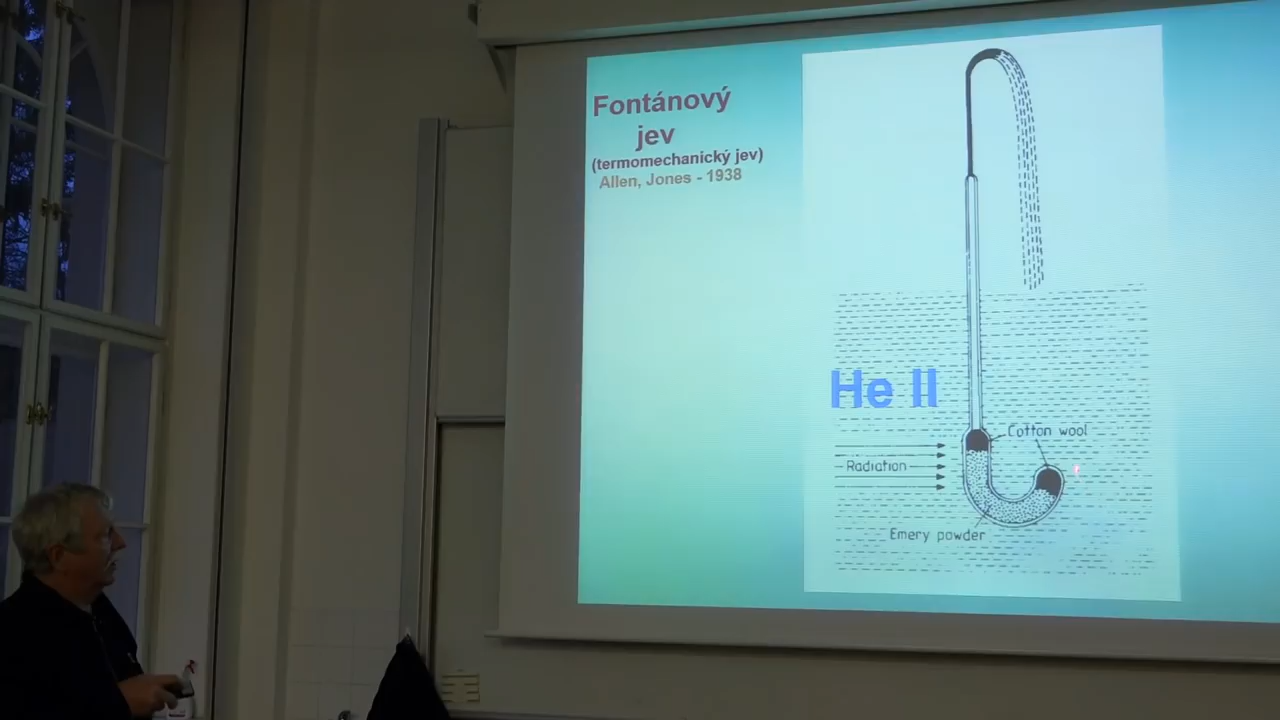 Fontánový
jev
(termomechanický jev)
Allen, Jones - 1938
He II
Cotton wool
Radiation
Emery powder